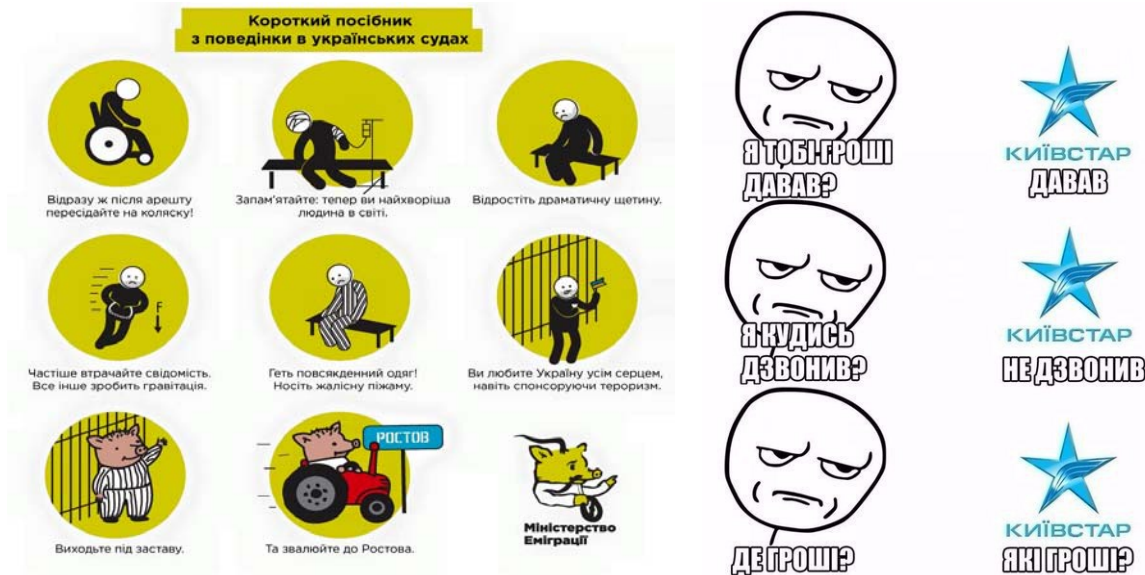 Короткий посібник
з поведінки в українських судах
Відразу ж після арешту
пересідайте на коляску!
Запам'ятайте: тепер ви найхворіша
людина в світі.
Відростіть драматичну щетину.
F
Частіше втрачайте свідомість.
Все інше зробить гравітація.
Геть повсякденний одяг!
Носіть жалісну піжаму.
Ви любите Україну усім серцем,
навіть спонсоруючи тероризм.
Виходьте під заставу.
РОСТОВ
Та звалюйте до Ростова.
Міністерство
Еміграції
Я ТОБІ ГРОШІ
ДАВАВ?
КИЇВСТАР
ДАВАВ
Я КУДИСЬ
ДЗВОНИВ?
КИЇВСТАР
НЕ ДЗВОНИВ
ДЕ ГРОШІ?
КИЇВСТАР
ЯКІ ГРОШІ?